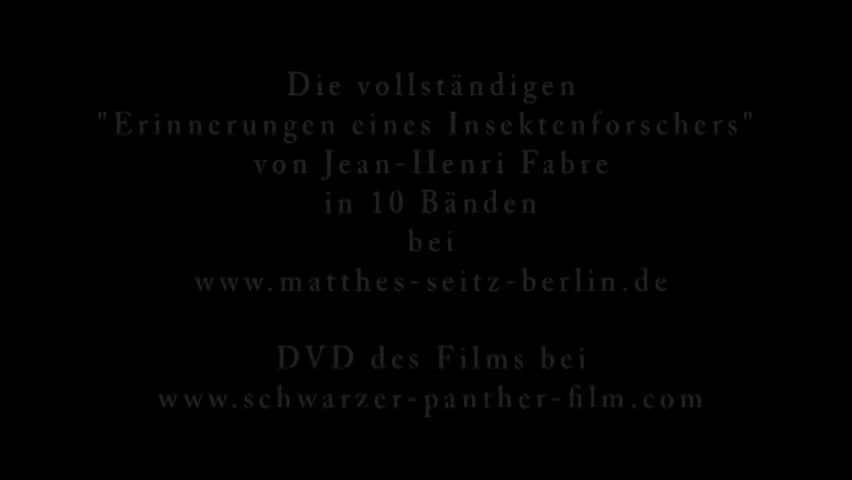 Die vollständigen
"Erinnerungen eines Insektenforschers"
von Jean-Henri Fabre
in 10 Bänden
bei
www.matthes-seitz-berlin.de
DVD des Films bei
www.schwarzer-panther-film.com